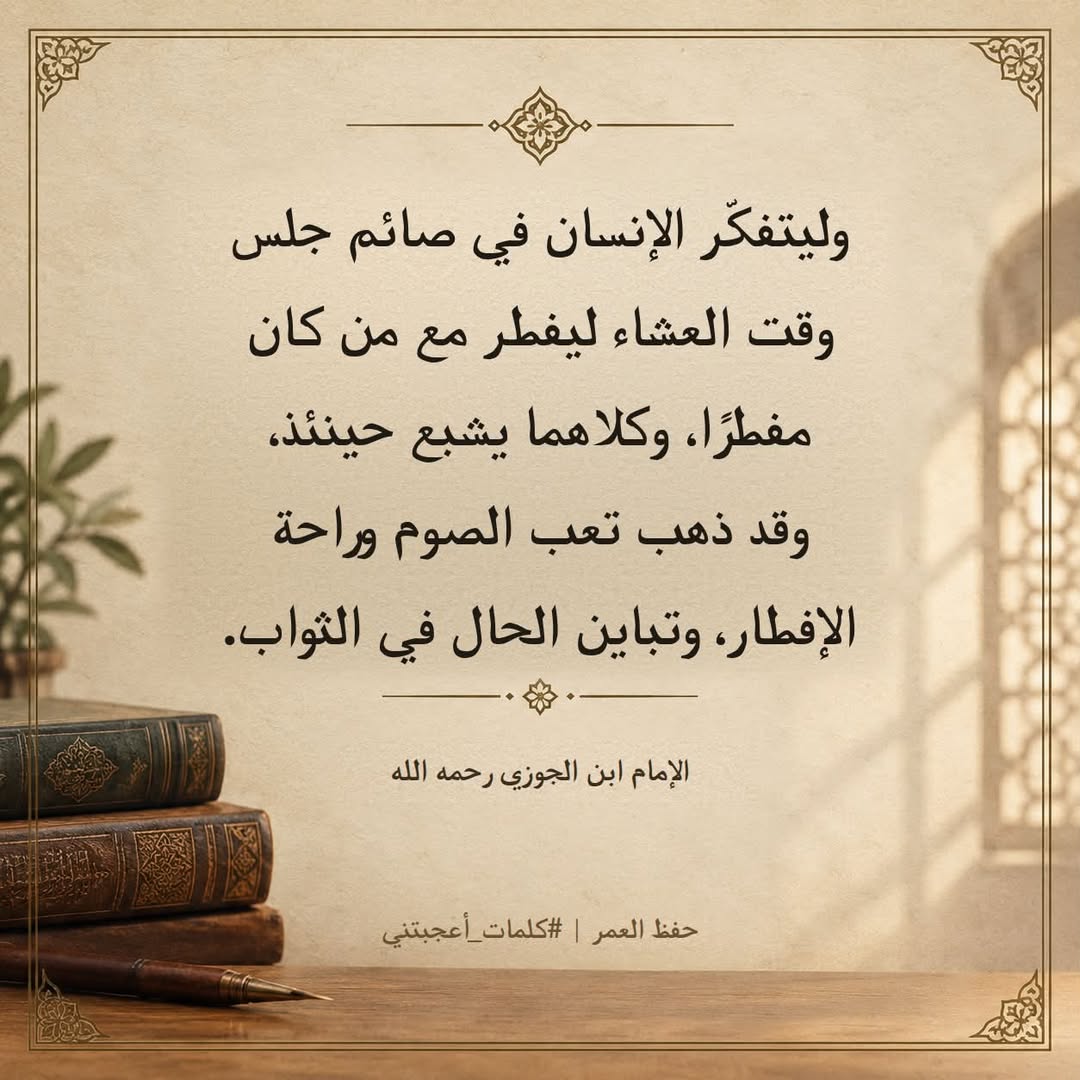 وليتفكّر الإنسان في صائم جلس
وقت العشاء ليفطر مع من كان
مفطرًا، وكلاهما يشبع حينئذ،
وقد ذهب تعب الصوم وراحة
الإفطار، وتباين الحال في الثواب.
الإمام ابن الجوزي رحمه الله
حفظ العمر | #كلمات_أعجبتني